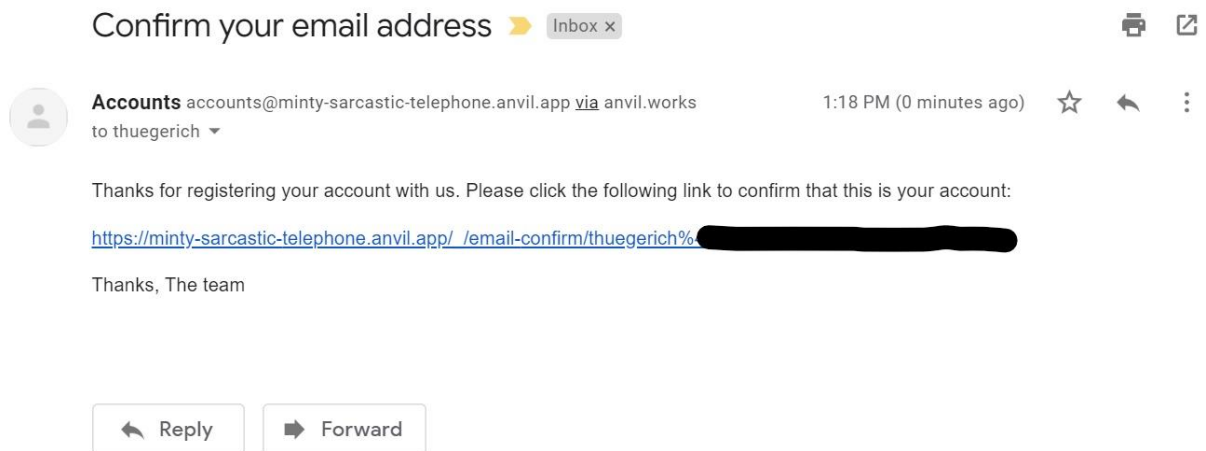 Confirm your email address Inbox x
Accounts accounts@minty-sarcastic-telephone.anvil.app via anvil.works 1:18 PM (0 minutes ago)
to thuegerich
Thanks for registering your account with us. Please click the following link to confirm that this is your account:
https://minty-sarcastic-telephone.anvil.app/_/email-confirm/thuegerich%
Thanks, The team
Reply Forward